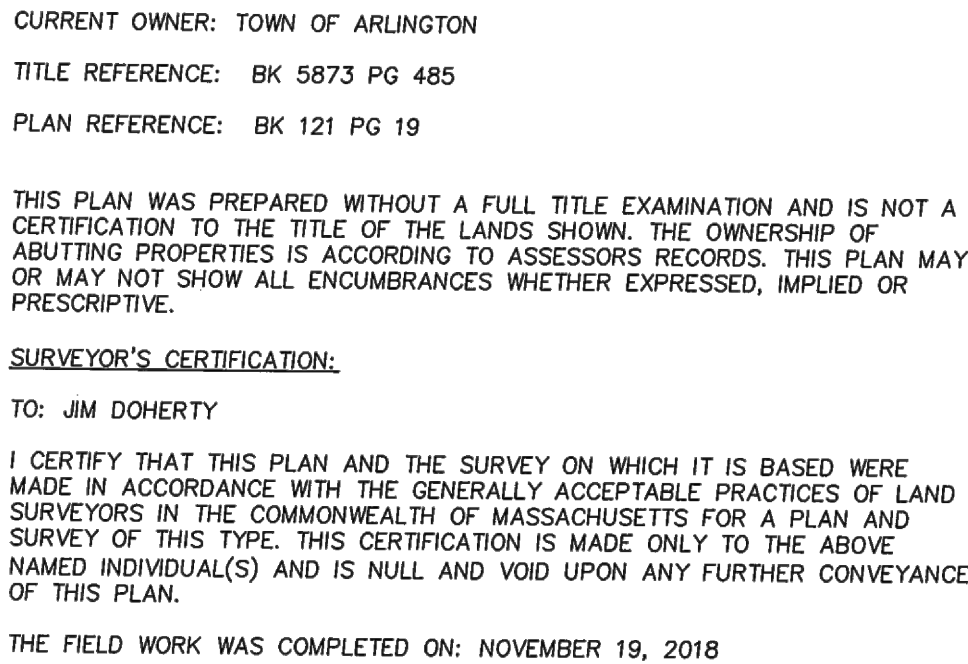 CURRENT OWNER: TOWN OF ARLINGTON
TITLE REFERENCE: BK 5873 PG 485
PLAN REFERENCE: BK 121 PG 19
THIS PLAN WAS PREPARED WITHOUT A FULL TITLE EXAMINATION AND IS NOT A
CERTIFICATION TO THE TITLE OF THE LANDS SHOWN. THE OWNERSHIP OF
ABUTTING PROPERTIES IS ACCORDING TO ASSESSORS RECORDS. THIS PLAN MAY
OR MAY NOT SHOW ALL ENCUMBRANCES WHETHER EXPRESSED, IMPLIED OR
PRESCRIPTIVE.
SURVEYOR'S CERTIFICATION:
TO: JIM DOHERTY
I CERTIFY THAT THIS PLAN AND THE SURVEY ON WHICH IT IS BASED WERE
MADE IN ACCORDANCE WITH THE GENERALLY ACCEPTABLE PRACTICES OF LAND
SURVEYORS IN THE COMMONWEALTH OF MASSACHUSETTS FOR A PLAN AND
SURVEY OF THIS TYPE. THIS CERTIFICATION IS MADE ONLY TO THE ABOVE
NAMED INDIVIDUAL(S) AND IS NULL AND VOID UPON ANY FURTHER CONVEYANCE
OF THIS PLAN.
THE FIELD WORK WAS COMPLETED ON: NOVEMBER 19, 2018